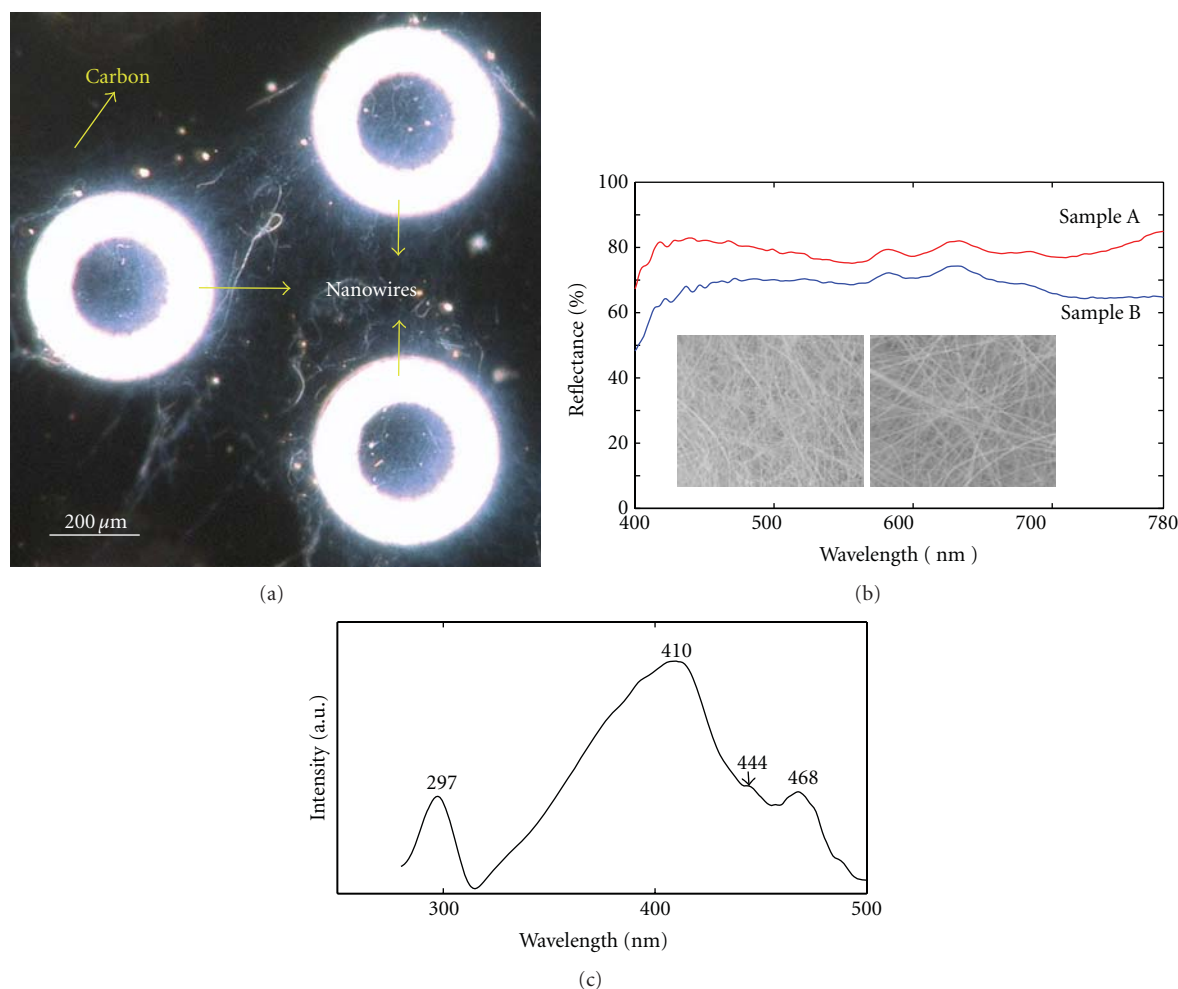 Carbon
Nanowires
200 μm
(a)
100
80
60
40
20
0
400
500
600
700
780
Reflectance (%)
Wavelength ( nm )
Sample A
Sample B
(b)
410
297
444
468
Intensity (a.u.)
300
400
500
Wavelength (nm)
(c)